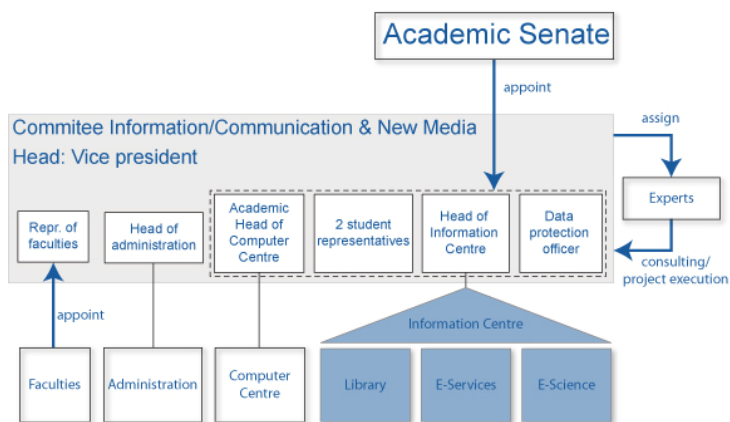 Academic Senate
appoint
Commitee Information/Communication & New Media
Head: Vice president
assign
Experts
consulting/
project execution
Repr. of
faculties
Head of
administration
Academic
Head of
Computer
Centre
2 student
representatives
Head of
Information
Centre
Data
protection
officer
appoint
Information Centre
Faculties
Administration
Computer
Centre
Library
E-Services
E-Science